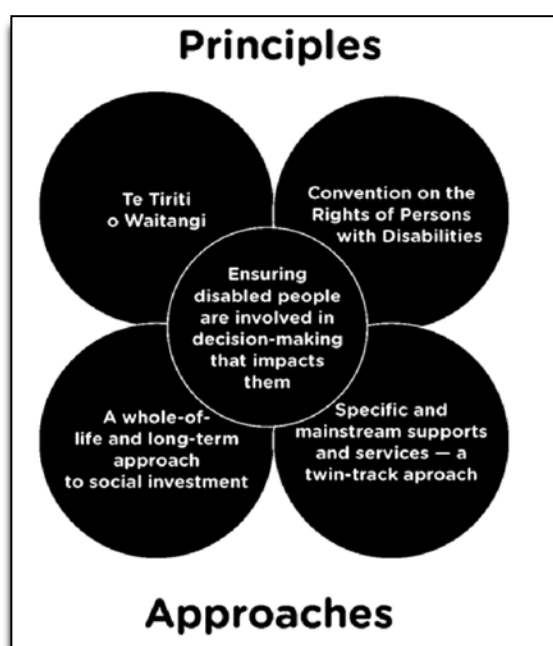 Principles
Te Tiriti
o Waitangi
Convention on the
Rights of Persons
with Disabilities
Ensuring
disabled people
are involved in
decision-making
that impacts
them
A whole-of-
life and long-term
approach
to social investment
Specific and
mainstream supports
and services — a
twin-track aproach
Approaches